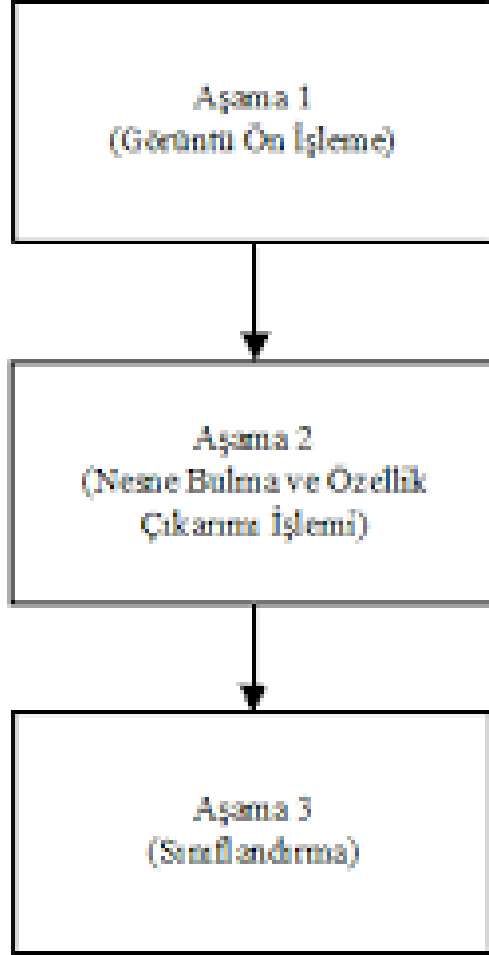 Aşama 1
(Görüntü Ön İşleme)
Aşama 2
(Nesne Bulma ve Özellik
Çıkarımı İşlemi)
Aşama 3
(Sınıflandırma)